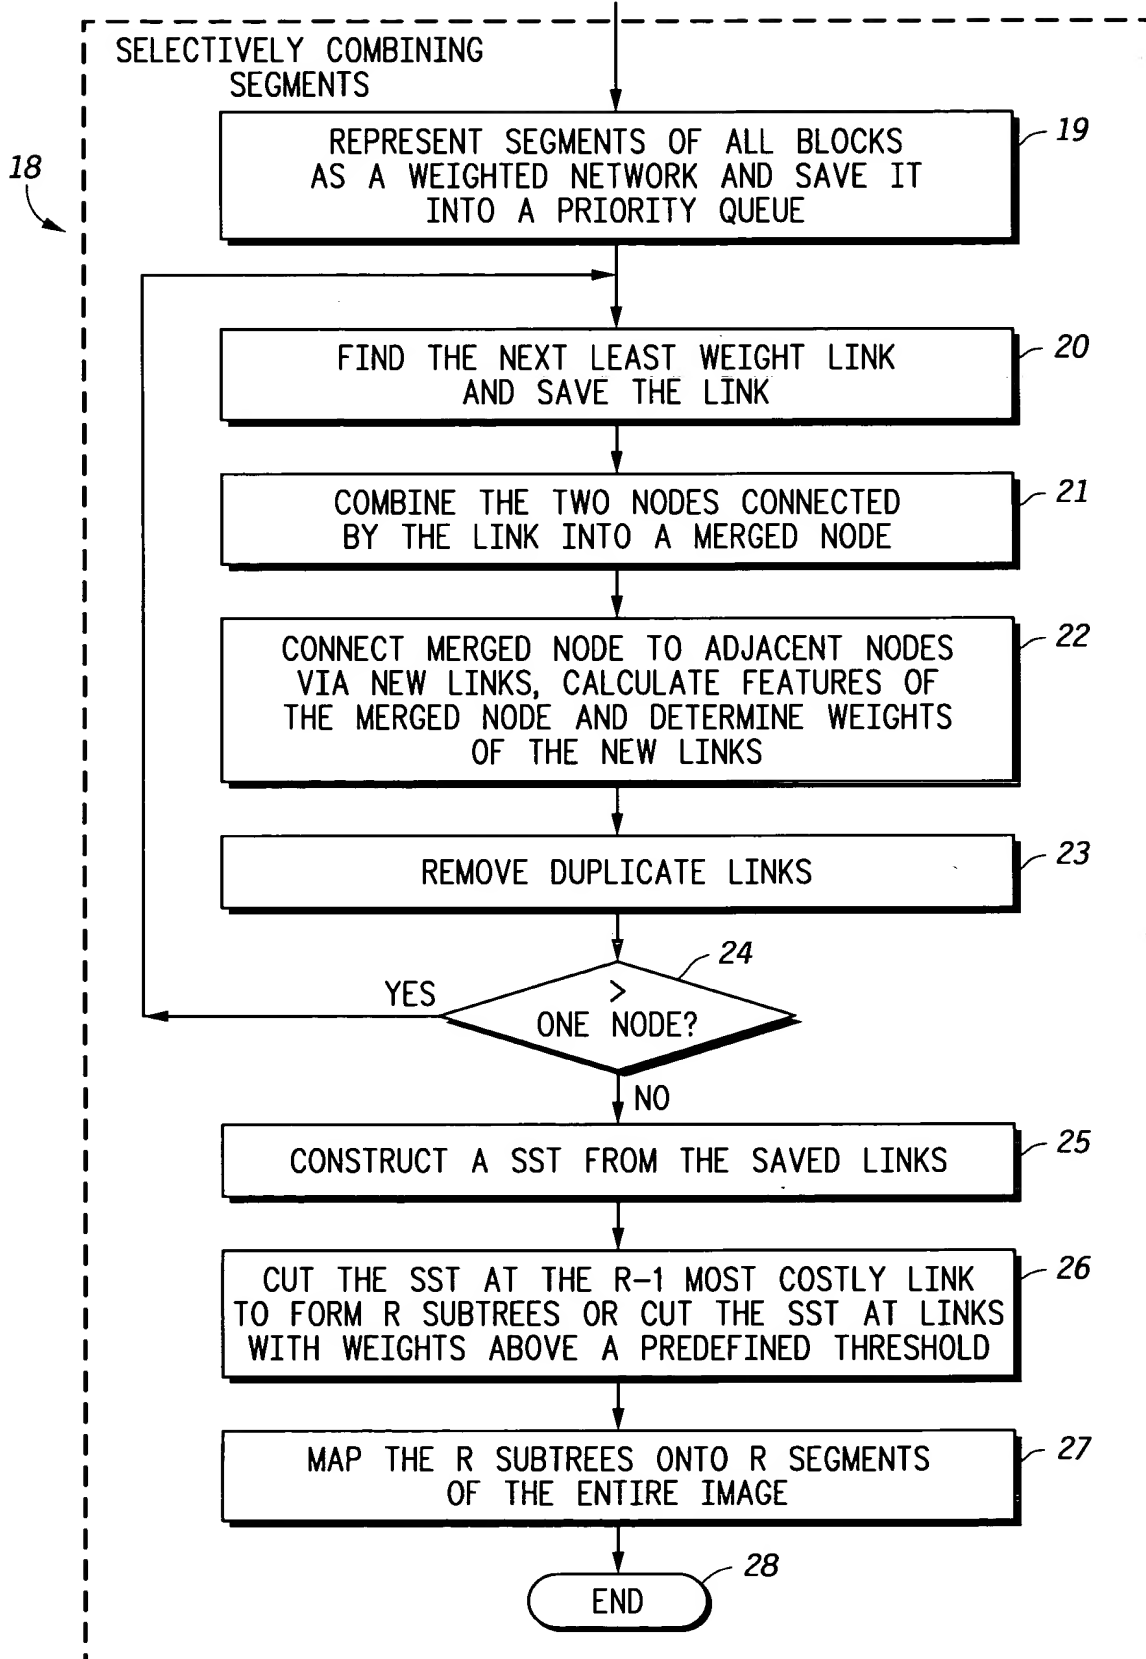 SELECTIVELY COMBINING
SEGMENTS
18
REPRESENT SEGMENTS OF ALL BLOCKS
AS A WEIGHTED NETWORK AND SAVE IT
INTO A PRIORITY QUEUE
19
FIND THE NEXT LEAST WEIGHT LINK
AND SAVE THE LINK
20
COMBINE THE TWO NODES CONNECTED
BY THE LINK INTO A MERGED NODE
21
CONNECT MERGED NODE TO ADJACENT NODES
VIA NEW LINKS, CALCULATE FEATURES OF
THE MERGED NODE AND DETERMINE WEIGHTS
OF THE NEW LINKS
22
REMOVE DUPLICATE LINKS
23
24
YES
>
ONE NODE?
NO
CONSTRUCT A SST FROM THE SAVED LINKS
25
CUT THE SST AT THE R-1 MOST COSTLY LINK
TO FORM R SUBTREES OR CUT THE SST AT LINKS
WITH WEIGHTS ABOVE A PREDEFINED THRESHOLD
26
MAP THE R SUBTREES ONTO R SEGMENTS
OF THE ENTIRE IMAGE
27
END
28